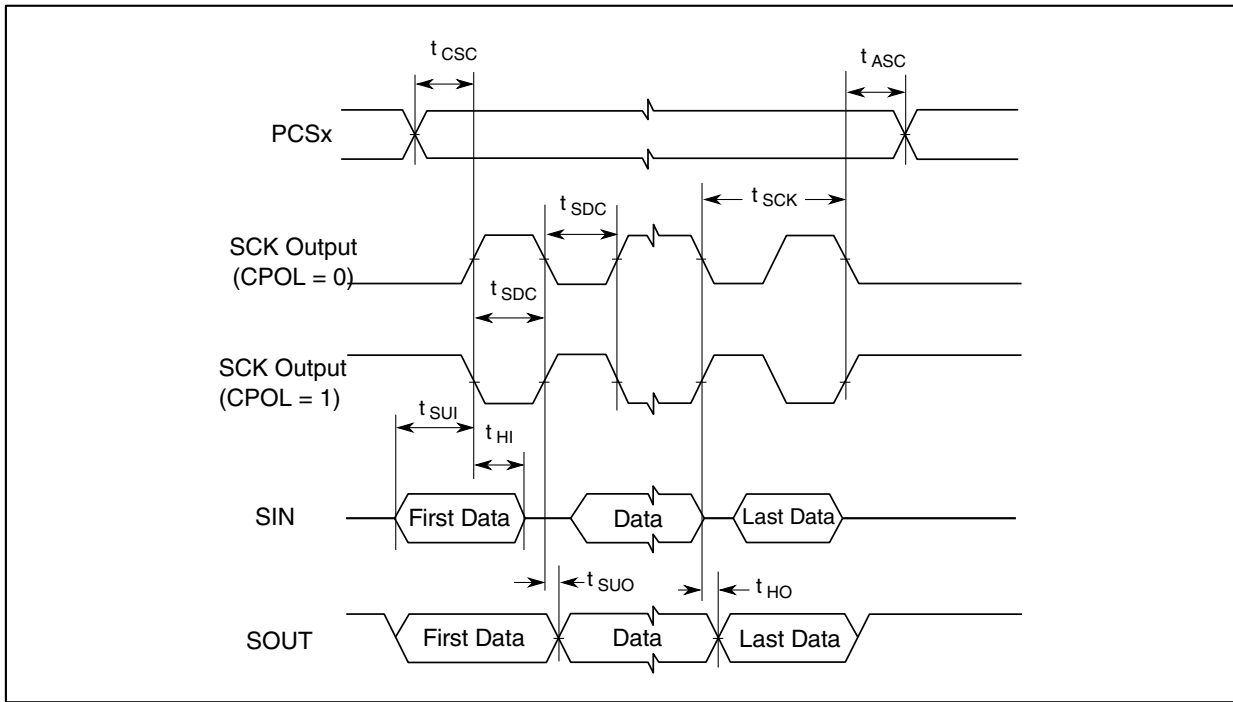 t CSC
t ASC
PCSx
t SCK
t SDC
SCK Output
(CPOL = 0)
t SDC
SCK Output
(CPOL = 1)
t SUI
t HI
SIN
First Data
Data
Last Data
t SUO
t HO
SOUT
First Data
Data
Last Data